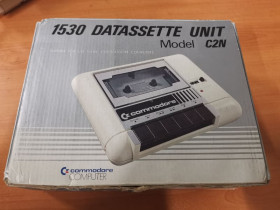 1530 DATASSETTE UNIT
Model C2N
commodore
commodore
COMPUTER